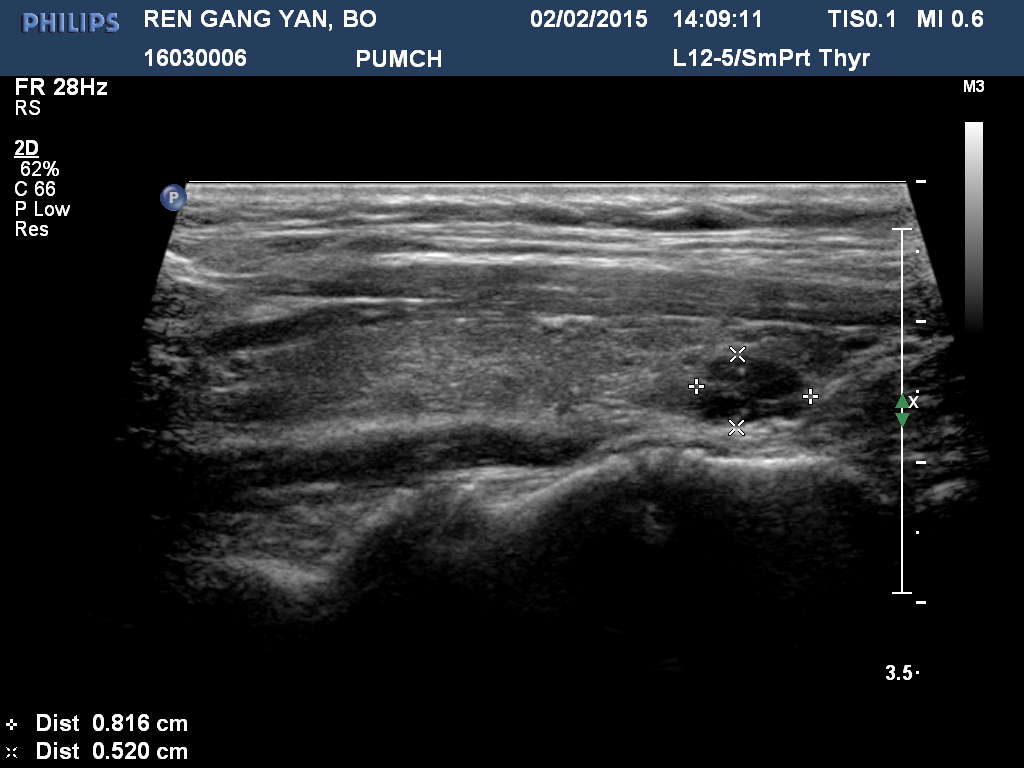 PHILIPS
REN GANG YAN, BO 02/02/2015 14:09:11 TIS0.1 MI 0.6
16030006 PUMCH L12-5/SmPrt Thyr
FR 28Hz
RS
M3
2D
62%
C 66
P Low
Res
P
X
3.5
Dist 0.816 cm
Dist 0.520 cm